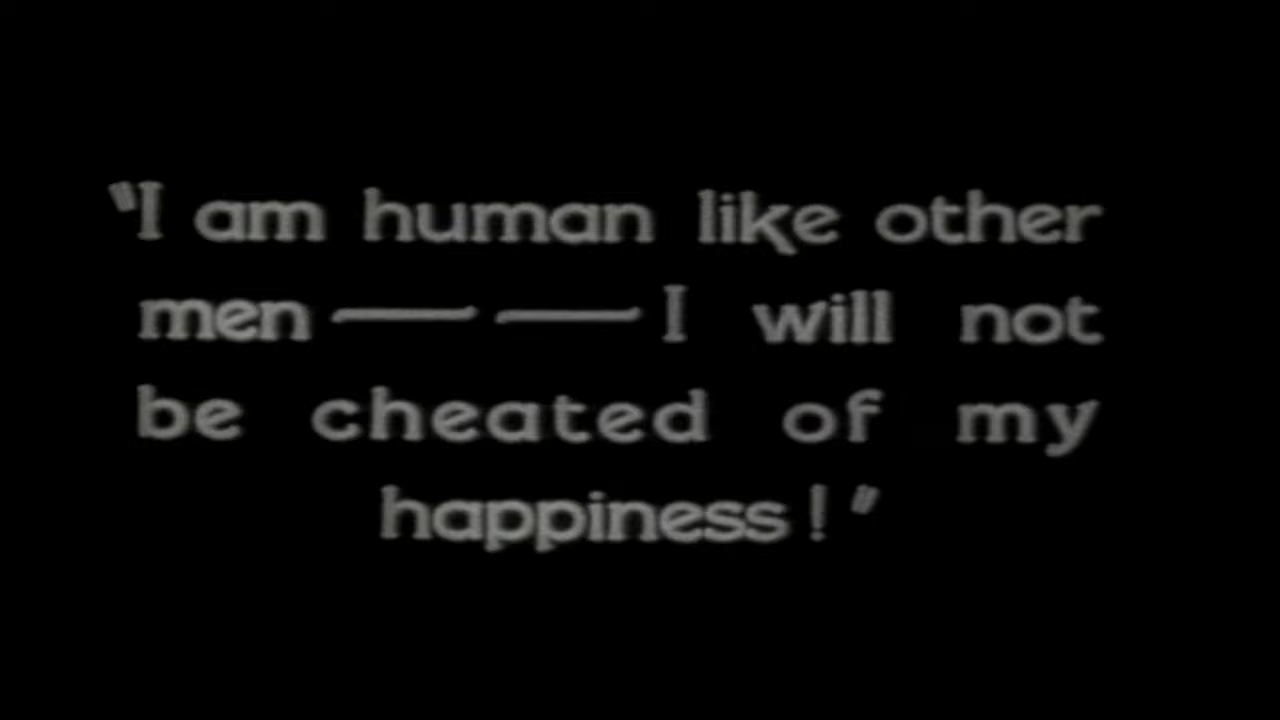 "I am human like other
men — — I will not
be cheated of my
happiness!"